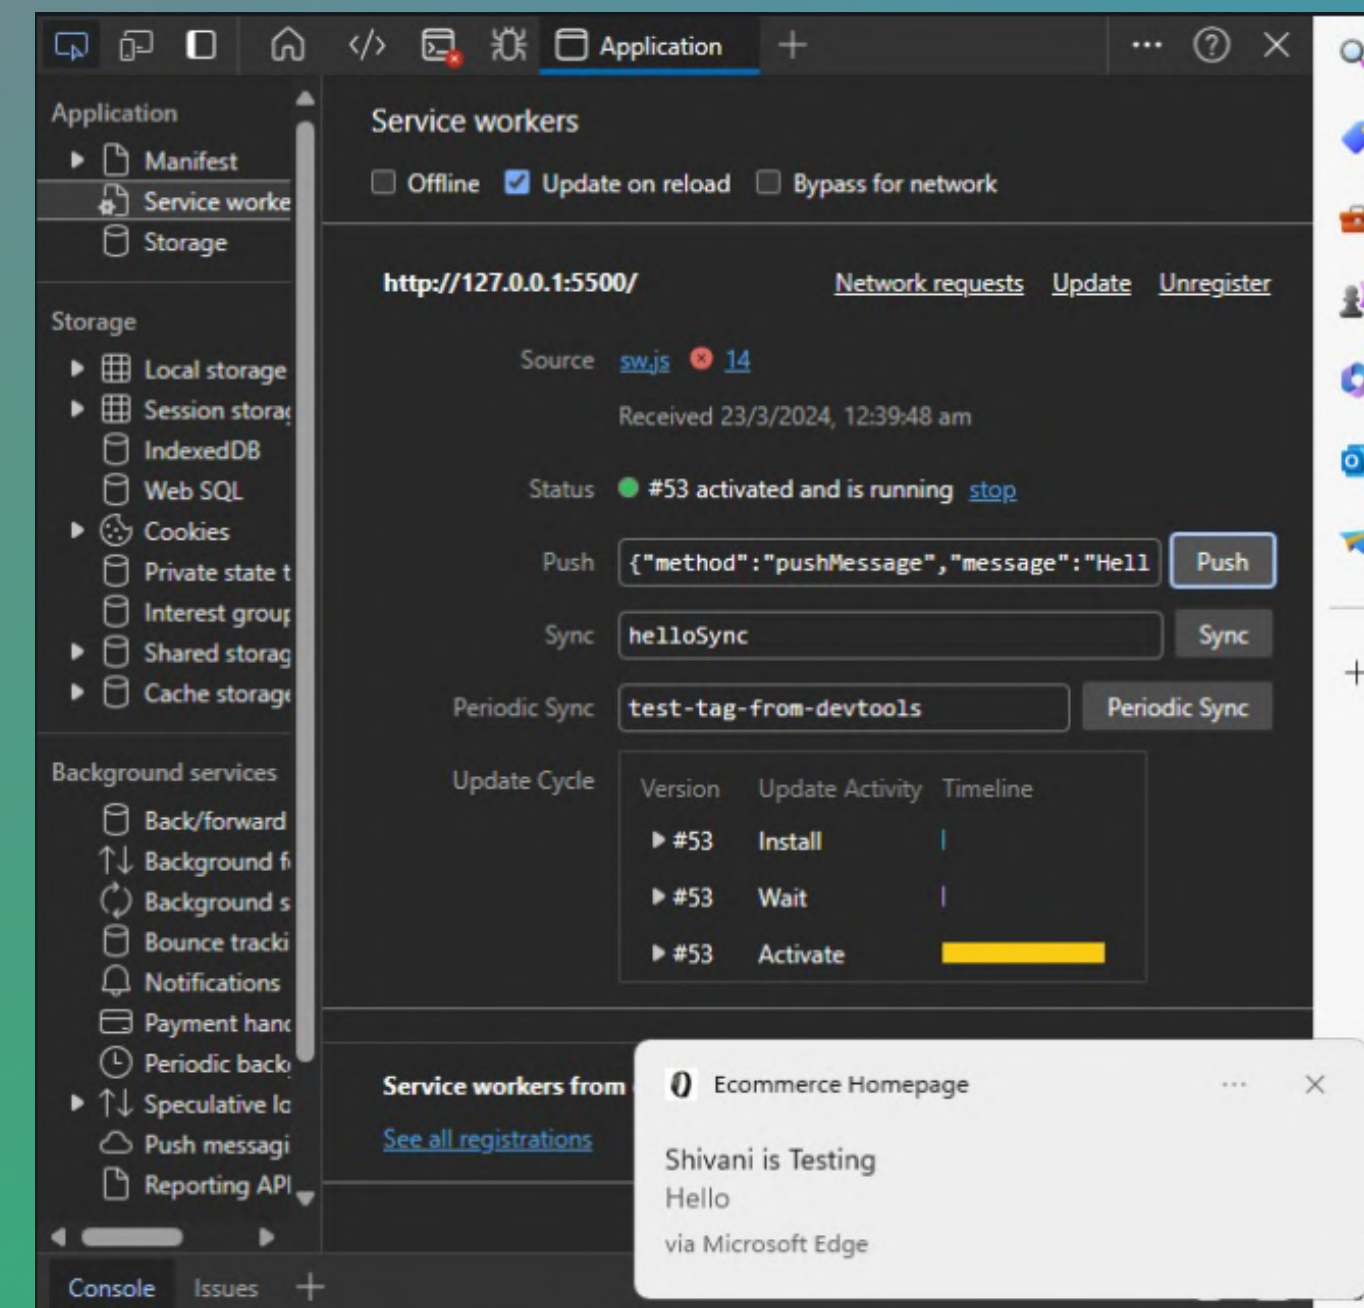 Application
Application
Manifest
Service worke
Storage
Storage
Local storage
Session storag
IndexedDB
Web SQL
Cookies
Private state t
Interest group
Shared storag
Cache storage
Background services
Back/forward
Background f
Background s
Bounce tracki
Notifications
Payment hand
Periodic back
Speculative lo
Push messagi
Reporting API
Service workers
Offline Update on reload Bypass for network
http://127.0.0.1:5500/ Network requests Update Unregister
Source sw.js 14
Received 23/3/2024, 12:39:48 am
Status #53 activated and is running stop
Push {"method":"pushMessage","message":"Hell Push
Sync helloSync Sync
Periodic Sync test-tag-from-devtools Periodic Sync
Update Cycle Version Update Activity Timeline
#53 Install
#53 Wait
#53 Activate
Service workers from
See all registrations
Ecommerce Homepage
Shivani is Testing
Hello
via Microsoft Edge
Console Issues